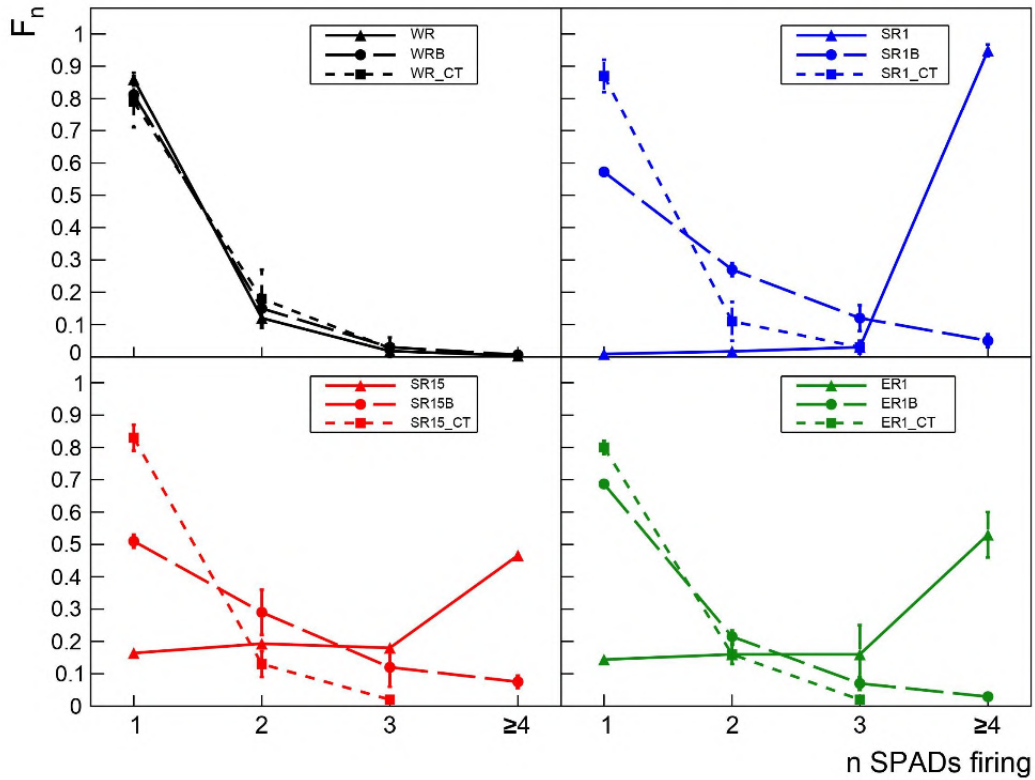 F_n
1
0.9
0.8
0.7
0.6
0.5
0.4
0.3
0.2
0.1
0
WR
WRB
WR_CT
SR1
SR1B
SR1_CT
1
0.9
0.8
0.7
0.6
0.5
0.4
0.3
0.2
0.1
0
SR15
SR15B
SR15_CT
ER1
ER1B
ER1_CT
1 2 3 ≥4 1 2 3 ≥4
n SPADs firing